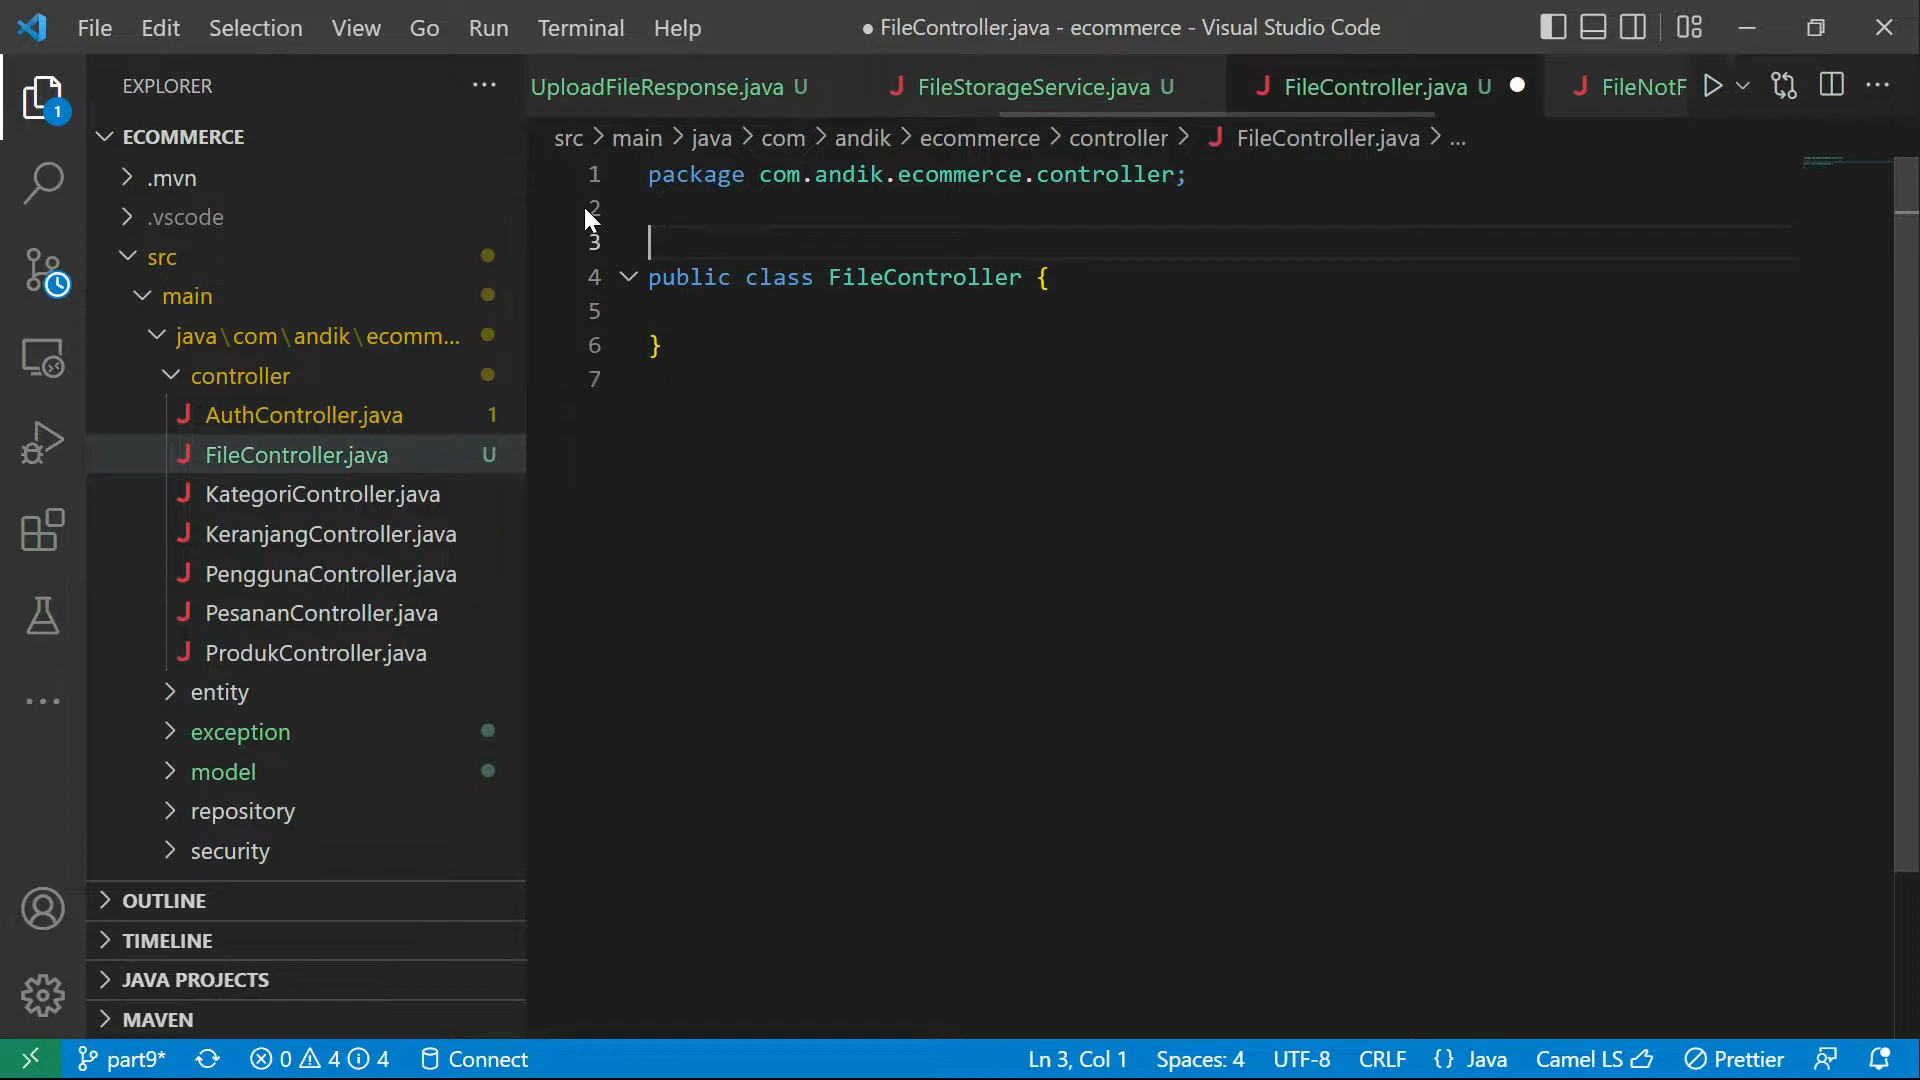 File Edit Selection View Go Run Terminal Help
● FileController.java - ecommerce - Visual Studio Code
EXPLORER
1
ECOMMERCE
.mvn
.vscode
src
main
java\com\andik\ecomm...
controller
AuthController.java 1
FileController.java U
KategoriController.java
KeranjangController.java
PenggunaController.java
PesananController.java
ProdukController.java
entity
exception
model
repository
security
OUTLINE
TIMELINE
JAVA PROJECTS
MAVEN
UploadFileResponse.java U
J FileStorageService.java U
J FileController.java U
J FileNotF
src > main > java > com > andik > ecommerce > controller > J FileController.java > ...
1 package com.andik.ecommerce.controller;
2
3
4 public class FileController {
5
6 }
7
part9* 0 4 4 Connect
Ln 3, Col 1 Spaces: 4 UTF-8 CRLF {} Java Camel LS Prettier